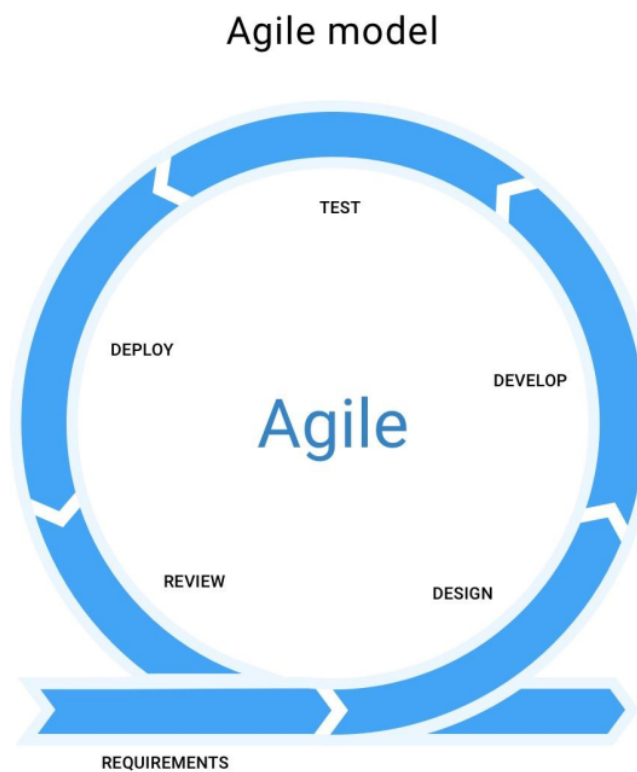 Agile model
TEST
DEPLOY
DEVELOP
Agile
REVIEW
DESIGN
REQUIREMENTS